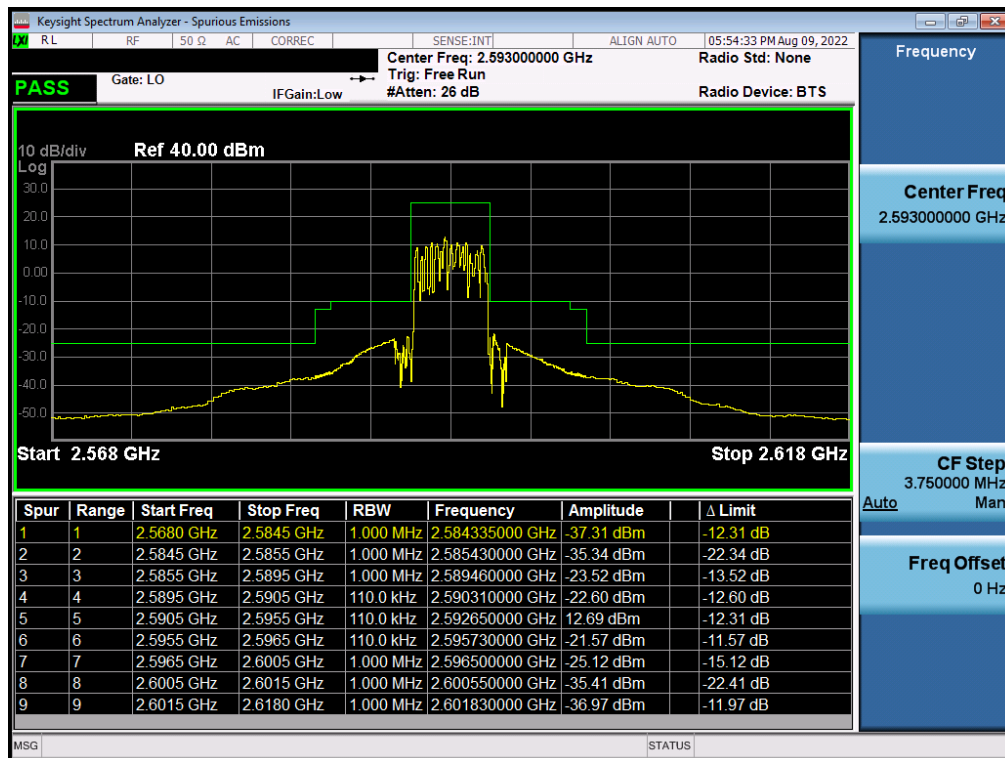 Keysight Spectrum Analyzer - Spurious Emissions
LXI RL RF 50 Ω AC CORREC SENSE:INT ALIGN AUTO 05:54:33 PM Aug 09, 2022
Center Freq: 2.593000000 GHz Radio Std: None
Gate: LO Trig: Free Run
PASS IFGain:Low #Atten: 26 dB Radio Device: BTS
10 dB/div Ref 40.00 dBm
Log
30.0
20.0
10.0
0.00
-10.0
-20.0
-30.0
-40.0
-50.0
Start 2.568 GHz Stop 2.618 GHz
Spur Range Start Freq Stop Freq RBW Frequency Amplitude Δ Limit
1 1 2.5680 GHz 2.5845 GHz 1.000 MHz 2.584335000 GHz -37.31 dBm -12.31 dB
2 2 2.5845 GHz 2.5855 GHz 1.000 MHz 2.585430000 GHz -35.34 dBm -22.34 dB
3 3 2.5855 GHz 2.5895 GHz 1.000 MHz 2.589460000 GHz -23.52 dBm -13.52 dB
4 4 2.5895 GHz 2.5905 GHz 110.0 kHz 2.590310000 GHz -22.60 dBm -12.60 dB
5 5 2.5905 GHz 2.5955 GHz 110.0 kHz 2.592650000 GHz 12.69 dBm -12.31 dB
6 6 2.5955 GHz 2.5965 GHz 110.0 kHz 2.595730000 GHz -21.57 dBm -11.57 dB
7 7 2.5965 GHz 2.6005 GHz 1.000 MHz 2.596500000 GHz -25.12 dBm -15.12 dB
8 8 2.6005 GHz 2.6015 GHz 1.000 MHz 2.600550000 GHz -35.41 dBm -22.41 dB
9 9 2.6015 GHz 2.6180 GHz 1.000 MHz 2.601830000 GHz -36.97 dBm -11.97 dB
MSG STATUS
Frequency
Center Freq
2.593000000 GHz
CF Step
3.750000 MHz
Auto Man
Freq Offset
0 Hz